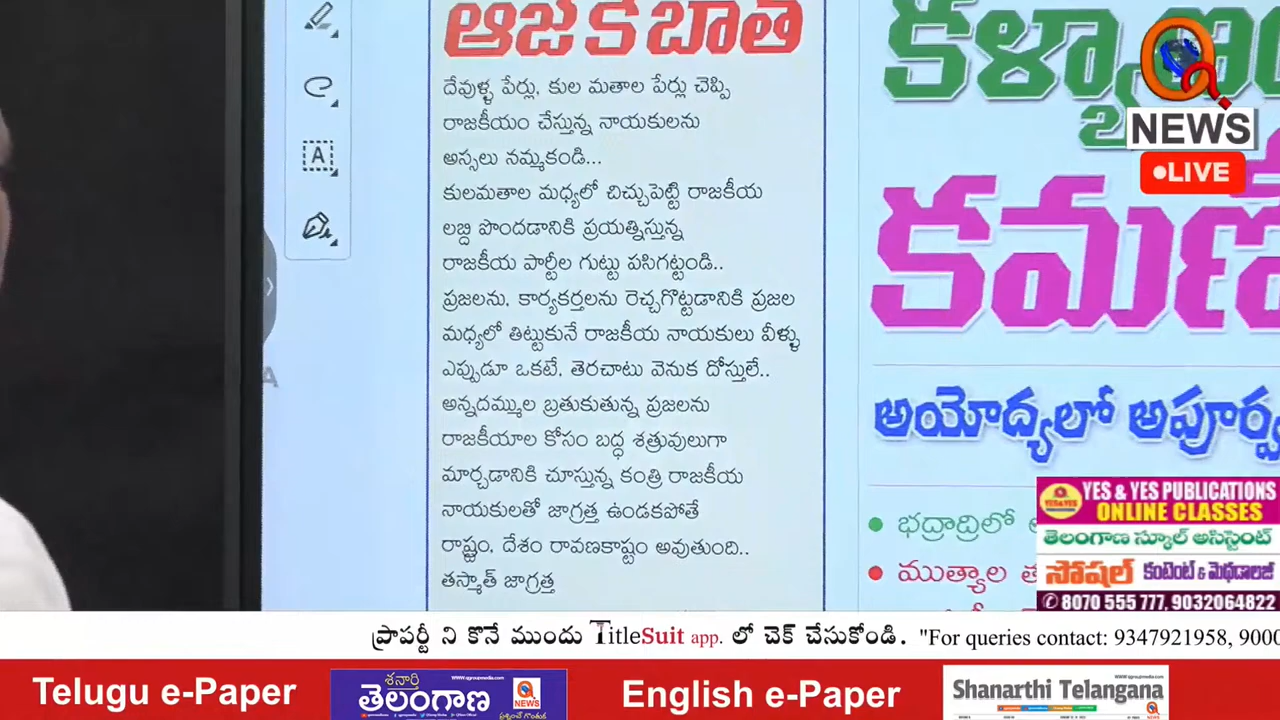 ఆజ్ కీ బాత్
దేవుళ్ళ పేర్లు, కుల మతాల పేర్లు చెప్పి
రాజకీయం చేస్తున్న నాయకులను
అస్సలు నమ్మకండి...
కులమతాల మధ్యలో చిచ్చుపెట్టి రాజకీయ
లబ్ది పొందడానికి ప్రయత్నిస్తున్న
రాజకీయ పార్టీల గుట్టు పసిగట్టండి..
ప్రజలను, కార్యకర్తలను రెచ్చగొట్టడానికి ప్రజల
మధ్యలో తిట్టుకునే రాజకీయ నాయకులు వీళ్ళు
ఎప్పుడూ ఒకటే, తెరచాటు వెనుక దోస్తులే..
అన్నదమ్ముల బ్రతుకుతున్న ప్రజలను
రాజకీయాల కోసం బద్ధ శత్రువులుగా
మార్చడానికి చూస్తున్న కంత్రి రాజకీయ
నాయకులతో జాగ్రత్త ఉండకపోతే
రాష్ట్రం, దేశం రావణకాష్టం అవుతుంది..
తస్మాత్ జాగ్రత్త
అయోద్యలో అపూర్వ
భద్రాద్రిలో
ముత్యాల
Q
NEWS
LIVE
YES & YES PUBLICATIONS
ONLINE CLASSES
తెలంగాణ స్కూల్ అసిస్టెంట్
సోషల్ కంటెంట్ & మెథడాలజీ
8070 555 777, 9032064822
ప్రాపర్టీ ని కొనే ముందు TitleSuit app. లో చెక్ చేసుకోండి. "For queries contact: 9347921958, 9000
Telugu e-Paper
శనార్తి
తెలంగాణ
NEWS
English e-Paper
Shanarthi Telangana